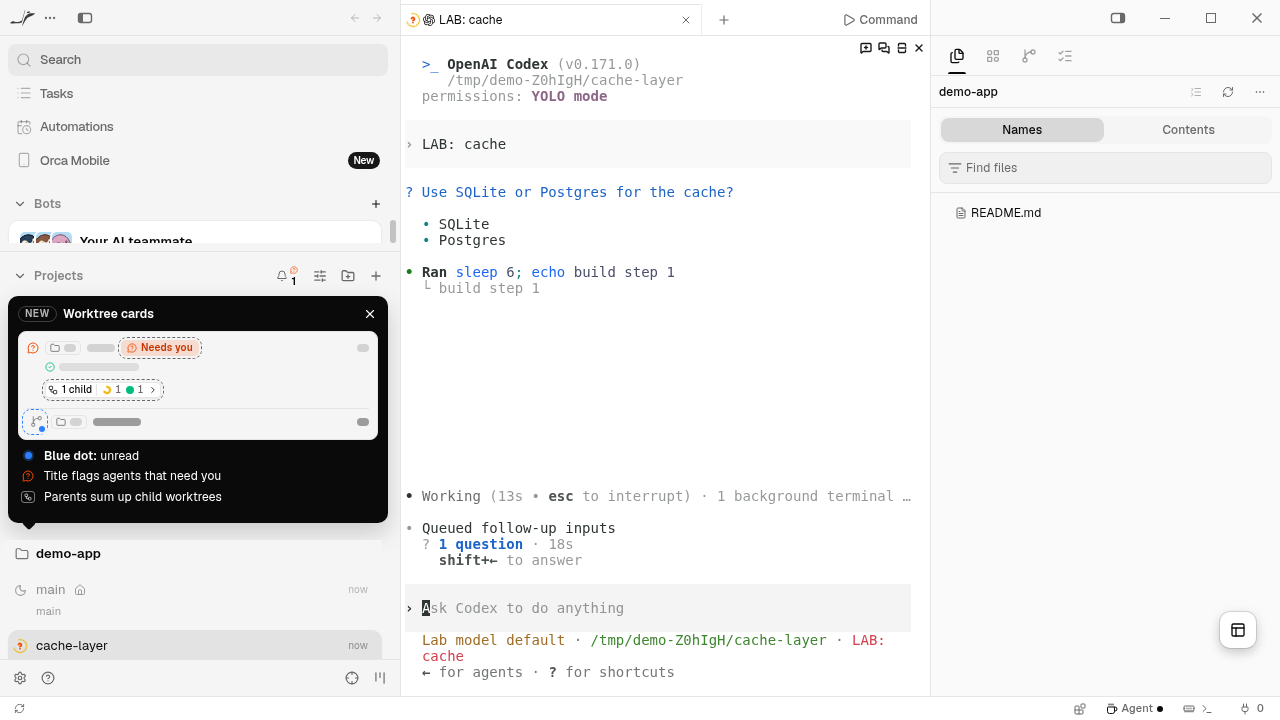 LAB: cache
Command
Search
Tasks
Automations
Orca Mobile
New
Bots
Your AI teammate
Projects
1
NEW Worktree cards
Needs you
1 child 1 1
Blue dot: unread
Title flags agents that need you
Parents sum up child worktrees
demo-app
main now
main
cache-layer now
>_ OpenAI Codex (v0.171.0)
/tmp/demo-Z0hIgH/cache-layer
permissions: YOLO mode
› LAB: cache
? Use SQLite or Postgres for the cache?
• SQLite
• Postgres
• Ran sleep 6; echo build step 1
└ build step 1
• Working (13s • esc to interrupt) · 1 background terminal …
• Queued follow-up inputs
? 1 question · 18s
shift+← to answer
› Ask Codex to do anything
Lab model default · /tmp/demo-Z0hIgH/cache-layer · LAB:
cache
← for agents · ? for shortcuts
demo-app
Names Contents
Find files
README.md
Agent
0